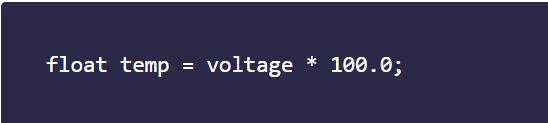 float temp = voltage * 100.0;